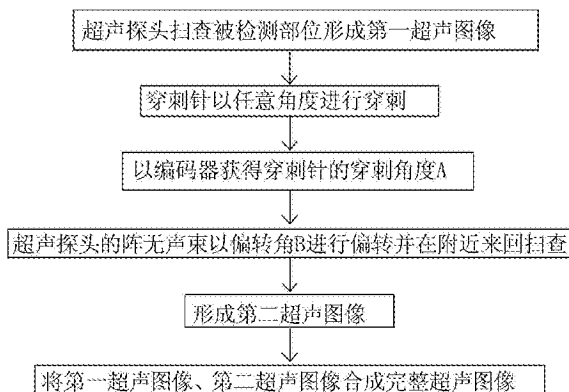 超声探头扫查被检测部位形成第一超声图像
穿刺针以任意角度进行穿刺
以编码器获得穿刺针的穿刺角度A
超声探头的阵无声束以偏转角B进行偏转并在附近来回扫查
形成第二超声图像
将第一超声图像、第二超声图像合成完整超声图像